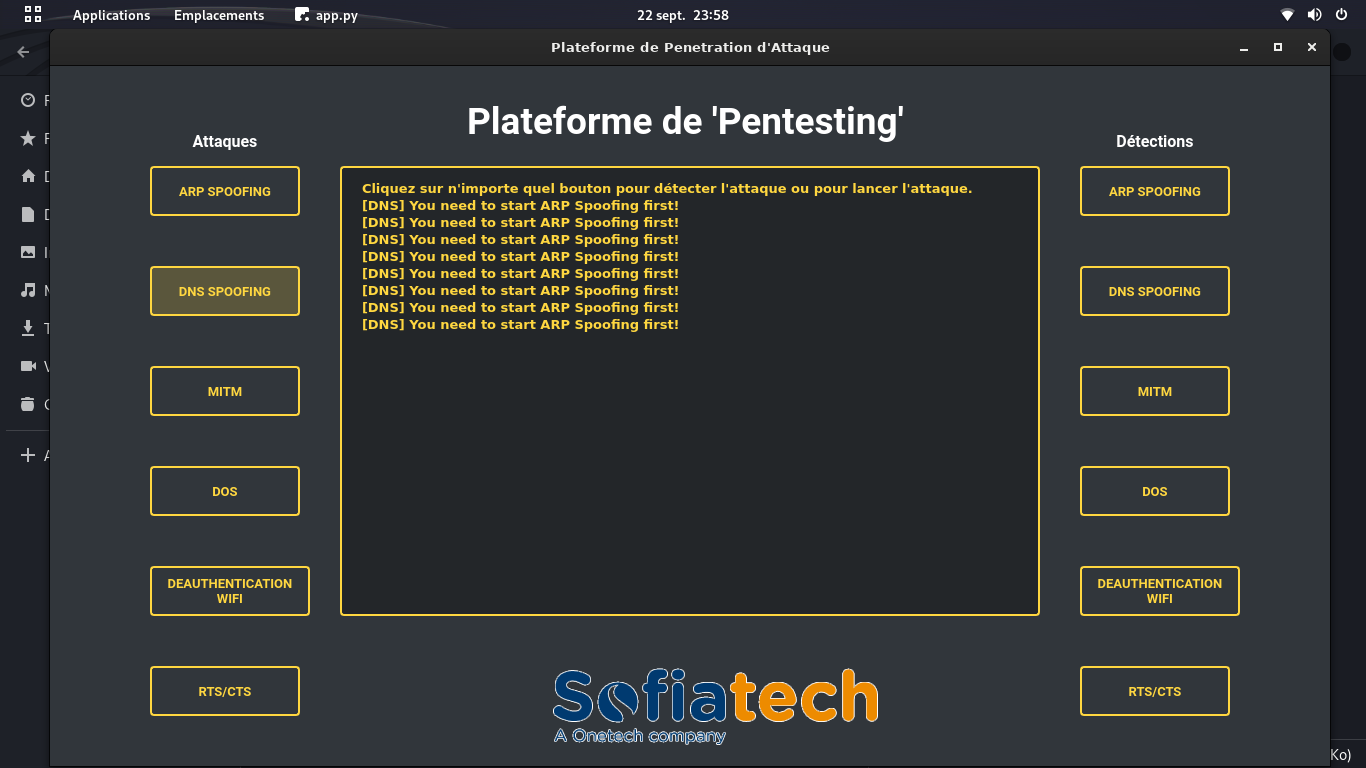 Applications Emplacements app.py 22 sept. 23:58
Plateforme de Penetration d'Attaque
Plateforme de 'Pentesting'
Attaques
ARP SPOOFING
DNS SPOOFING
MITM
DOS
DEAUTHENTICATION
WIFI
RTS/CTS
Cliquez sur n'importe quel bouton pour détecter l'attaque ou pour lancer l'attaque.
[DNS] You need to start ARP Spoofing first!
[DNS] You need to start ARP Spoofing first!
[DNS] You need to start ARP Spoofing first!
[DNS] You need to start ARP Spoofing first!
[DNS] You need to start ARP Spoofing first!
[DNS] You need to start ARP Spoofing first!
[DNS] You need to start ARP Spoofing first!
[DNS] You need to start ARP Spoofing first!
Détections
ARP SPOOFING
DNS SPOOFING
MITM
DOS
DEAUTHENTICATION
WIFI
RTS/CTS
Sofiatech
A Onetech company
Ko)